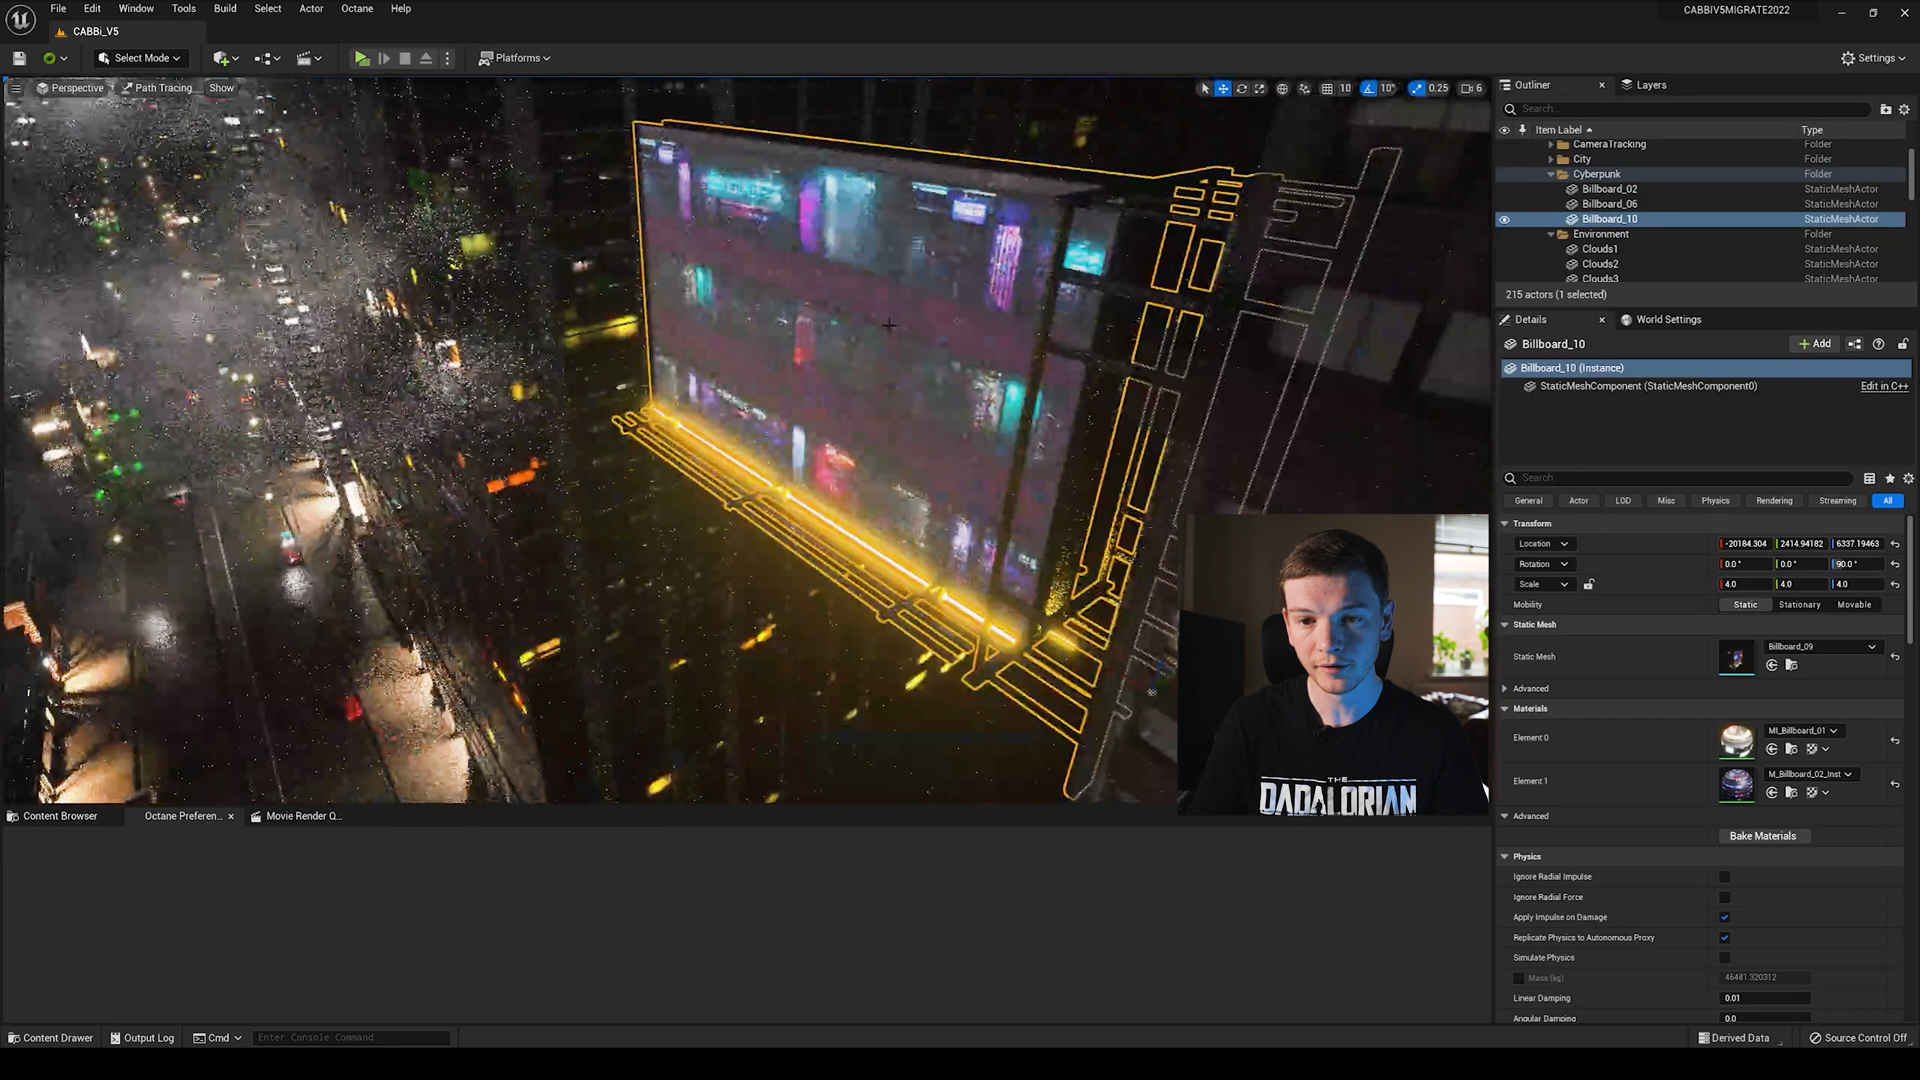 File Edit Window Tools Build Select Actor Octane Help
CABBIV5MIGRATE2022
CABBi_V5
Select Mode
Platforms
Settings
Perspective Path Tracing Show
10 10° 0.25 6
Outliner Layers
Search...
Item Label Type
CameraTracking Folder
City Folder
Cyberpunk Folder
Billboard_02 StaticMeshActor
Billboard_06 StaticMeshActor
Billboard_10 StaticMeshActor
Environment Folder
Clouds1 StaticMeshActor
Clouds2 StaticMeshActor
Clouds3 StaticMeshActor
215 actors (1 selected)
Details World Settings
Billboard_10
Add
Billboard_10 (Instance)
StaticMeshComponent (StaticMeshComponent0) Edit in C++
Search
General Actor LOD Misc Physics Rendering Streaming All
Transform
Location -20184.304 2414.94182 6337.19463
Rotation 0.0° 0.0° 90.0°
Scale 4.0 4.0 4.0
Mobility Static Stationary Movable
Static Mesh
Static Mesh Billboard_09
Advanced
Materials
Element 0 MI_Billboard_01
Element 1 M_Billboard_02_Inst
Advanced
Bake Materials
Physics
Ignore Radial Impulse
Ignore Radial Force
Apply Impulse on Damage
Replicate Physics to Autonomous Proxy
Simulate Physics
Mass (kg) 46481.320312
Linear Damping 0.01
Angular Damping 0.0
THE
DADALORIAN
Content Browser Octane Preferen... Movie Render Q...
Content Drawer Output Log Cmd Enter Console Command
Derived Data Source Control Off